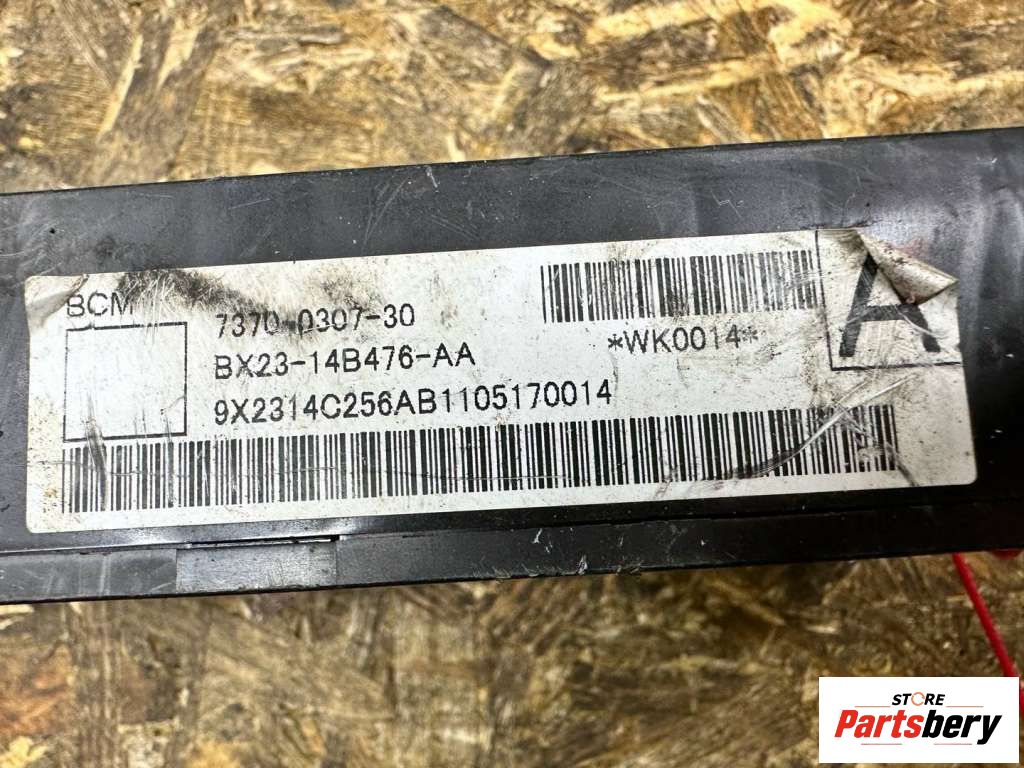 BCM
7370-0307-30
BX23-14B476-AA
9X2314C256AB1105170014
*WK0014*
A
STORE
Partsbery